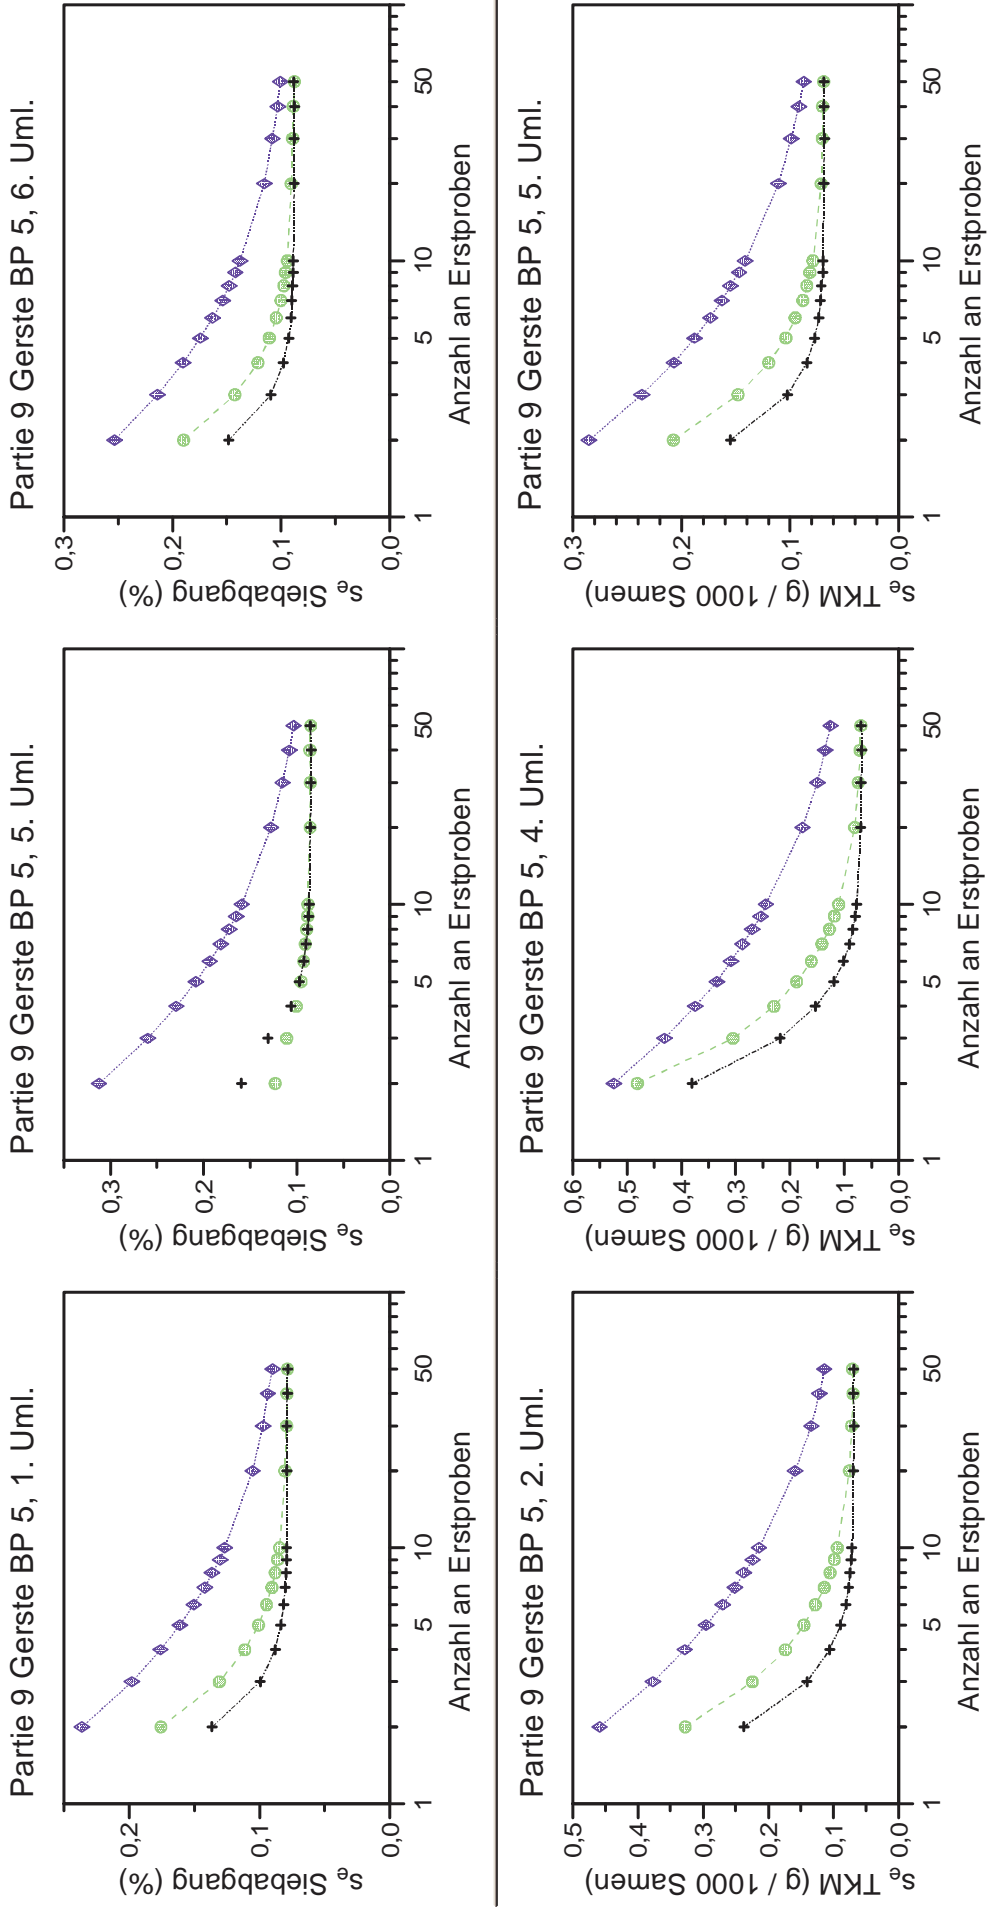 Partie 9 Gerste BP 5, 1. Uml.
sₑ Siebabgang (%)
0,2
0,1
0,0
1 5 10 50
Anzahl an Erstproben
Partie 9 Gerste BP 5, 5. Uml.
sₑ Siebabgang (%)
0,3
0,2
0,1
0,0
1 5 10 50
Anzahl an Erstproben
Partie 9 Gerste BP 5, 6. Uml.
sₑ Siebabgang (%)
0,3
0,2
0,1
0,0
1 5 10 50
Anzahl an Erstproben
Partie 9 Gerste BP 5, 2. Uml.
sₑ TKM (g / 1000 Samen)
0,5
0,4
0,3
0,2
0,1
0,0
1 5 10 50
Anzahl an Erstproben
Partie 9 Gerste BP 5, 4. Uml.
sₑ TKM (g / 1000 Samen)
0,6
0,5
0,4
0,3
0,2
0,1
0,0
1 5 10 50
Anzahl an Erstproben
Partie 9 Gerste BP 5, 5. Uml.
sₑ TKM (g / 1000 Samen)
0,3
0,2
0,1
0,0
1 5 10 50
Anzahl an Erstproben